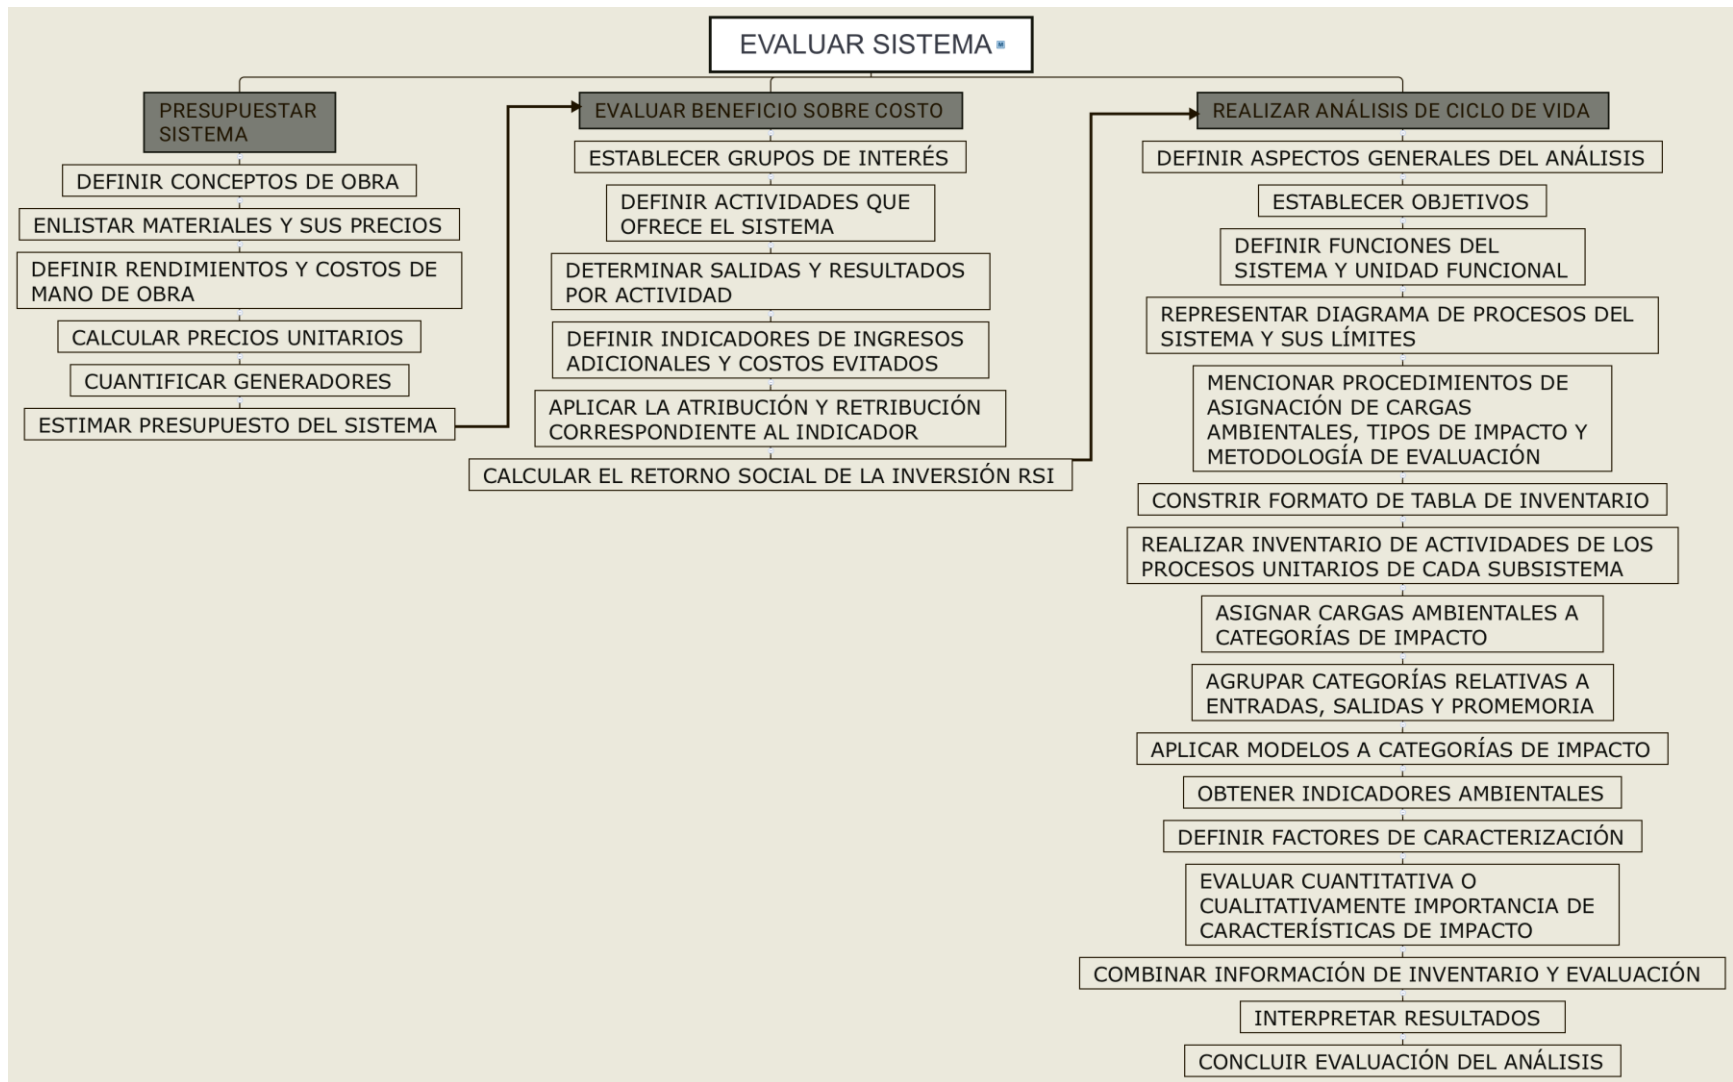 EVALUAR SISTEMA
PRESUPUESTAR
SISTEMA
DEFINIR CONCEPTOS DE OBRA
ENLISTAR MATERIALES Y SUS PRECIOS
DEFINIR RENDIMIENTOS Y COSTOS DE
MANO DE OBRA
CALCULAR PRECIOS UNITARIOS
CUANTIFICAR GENERADORES
ESTIMAR PRESUPUESTO DEL SISTEMA
EVALUAR BENEFICIO SOBRE COSTO
ESTABLECER GRUPOS DE INTERÉS
DEFINIR ACTIVIDADES QUE
OFRECE EL SISTEMA
DETERMINAR SALIDAS Y RESULTADOS
POR ACTIVIDAD
DEFINIR INDICADORES DE INGRESOS
ADICIONALES Y COSTOS EVITADOS
APLICAR LA ATRIBUCIÓN Y RETRIBUCIÓN
CORRESPONDIENTE AL INDICADOR
CALCULAR EL RETORNO SOCIAL DE LA INVERSIÓN RSI
REALIZAR ANÁLISIS DE CICLO DE VIDA
DEFINIR ASPECTOS GENERALES DEL ANÁLISIS
ESTABLECER OBJETIVOS
DEFINIR FUNCIONES DEL
SISTEMA Y UNIDAD FUNCIONAL
REPRESENTAR DIAGRAMA DE PROCESOS DEL
SISTEMA Y SUS LÍMITES
MENCIONAR PROCEDIMIENTOS DE
ASIGNACIÓN DE CARGAS
AMBIENTALES, TIPOS DE IMPACTO Y
METODOLOGÍA DE EVALUACIÓN
CONSTRIR FORMATO DE TABLA DE INVENTARIO
REALIZAR INVENTARIO DE ACTIVIDADES DE LOS
PROCESOS UNITARIOS DE CADA SUBSISTEMA
ASIGNAR CARGAS AMBIENTALES A
CATEGORÍAS DE IMPACTO
AGRUPAR CATEGORÍAS RELATIVAS A
ENTRADAS, SALIDAS Y PROMEMORIA
APLICAR MODELOS A CATEGORÍAS DE IMPACTO
OBTENER INDICADORES AMBIENTALES
DEFINIR FACTORES DE CARACTERIZACIÓN
EVALUAR CUANTITATIVA O
CUALITATIVAMENTE IMPORTANCIA DE
CARACTERÍSTICAS DE IMPACTO
COMBINAR INFORMACIÓN DE INVENTARIO Y EVALUACIÓN
INTERPRETAR RESULTADOS
CONCLUIR EVALUACIÓN DEL ANÁLISIS